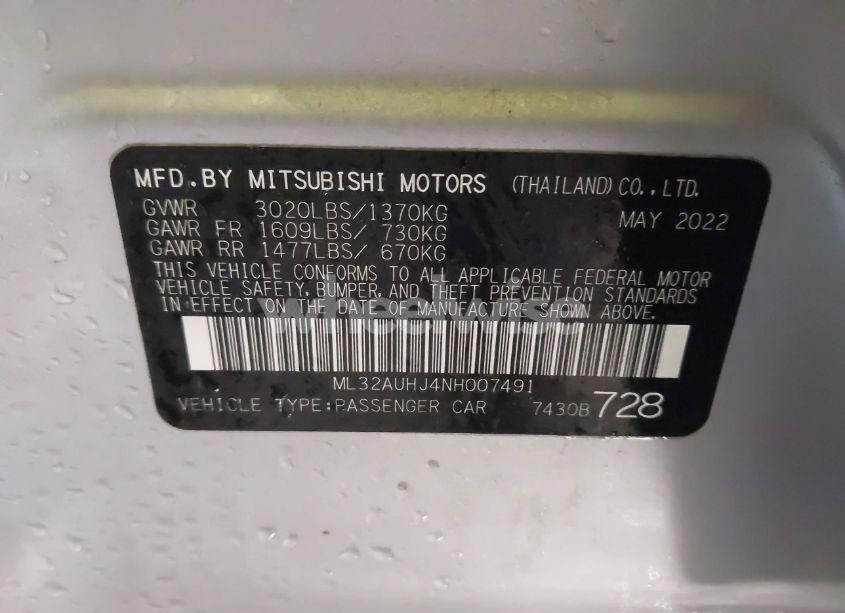 MFD.BY MITSUBISHI MOTORS (THAILAND) CO.,LTD.
GVWR 3020LBS/1370KG MAY 2022
GAWR FR 1609LBS/ 730KG
GAWR RR 1477LBS/ 670KG
THIS VEHICLE CONFORMS TO ALL APPLICABLE FEDERAL MOTOR
VEHICLE SAFETY, BUMPER, AND THEFT PREVENTION STANDARDS
IN EFFECT ON THE DATE OF MANUFACTURE SHOWN ABOVE.
wheelwise
ML32AUHJ4NH007491
VEHICLE TYPE:PASSENGER CAR 7430B 728